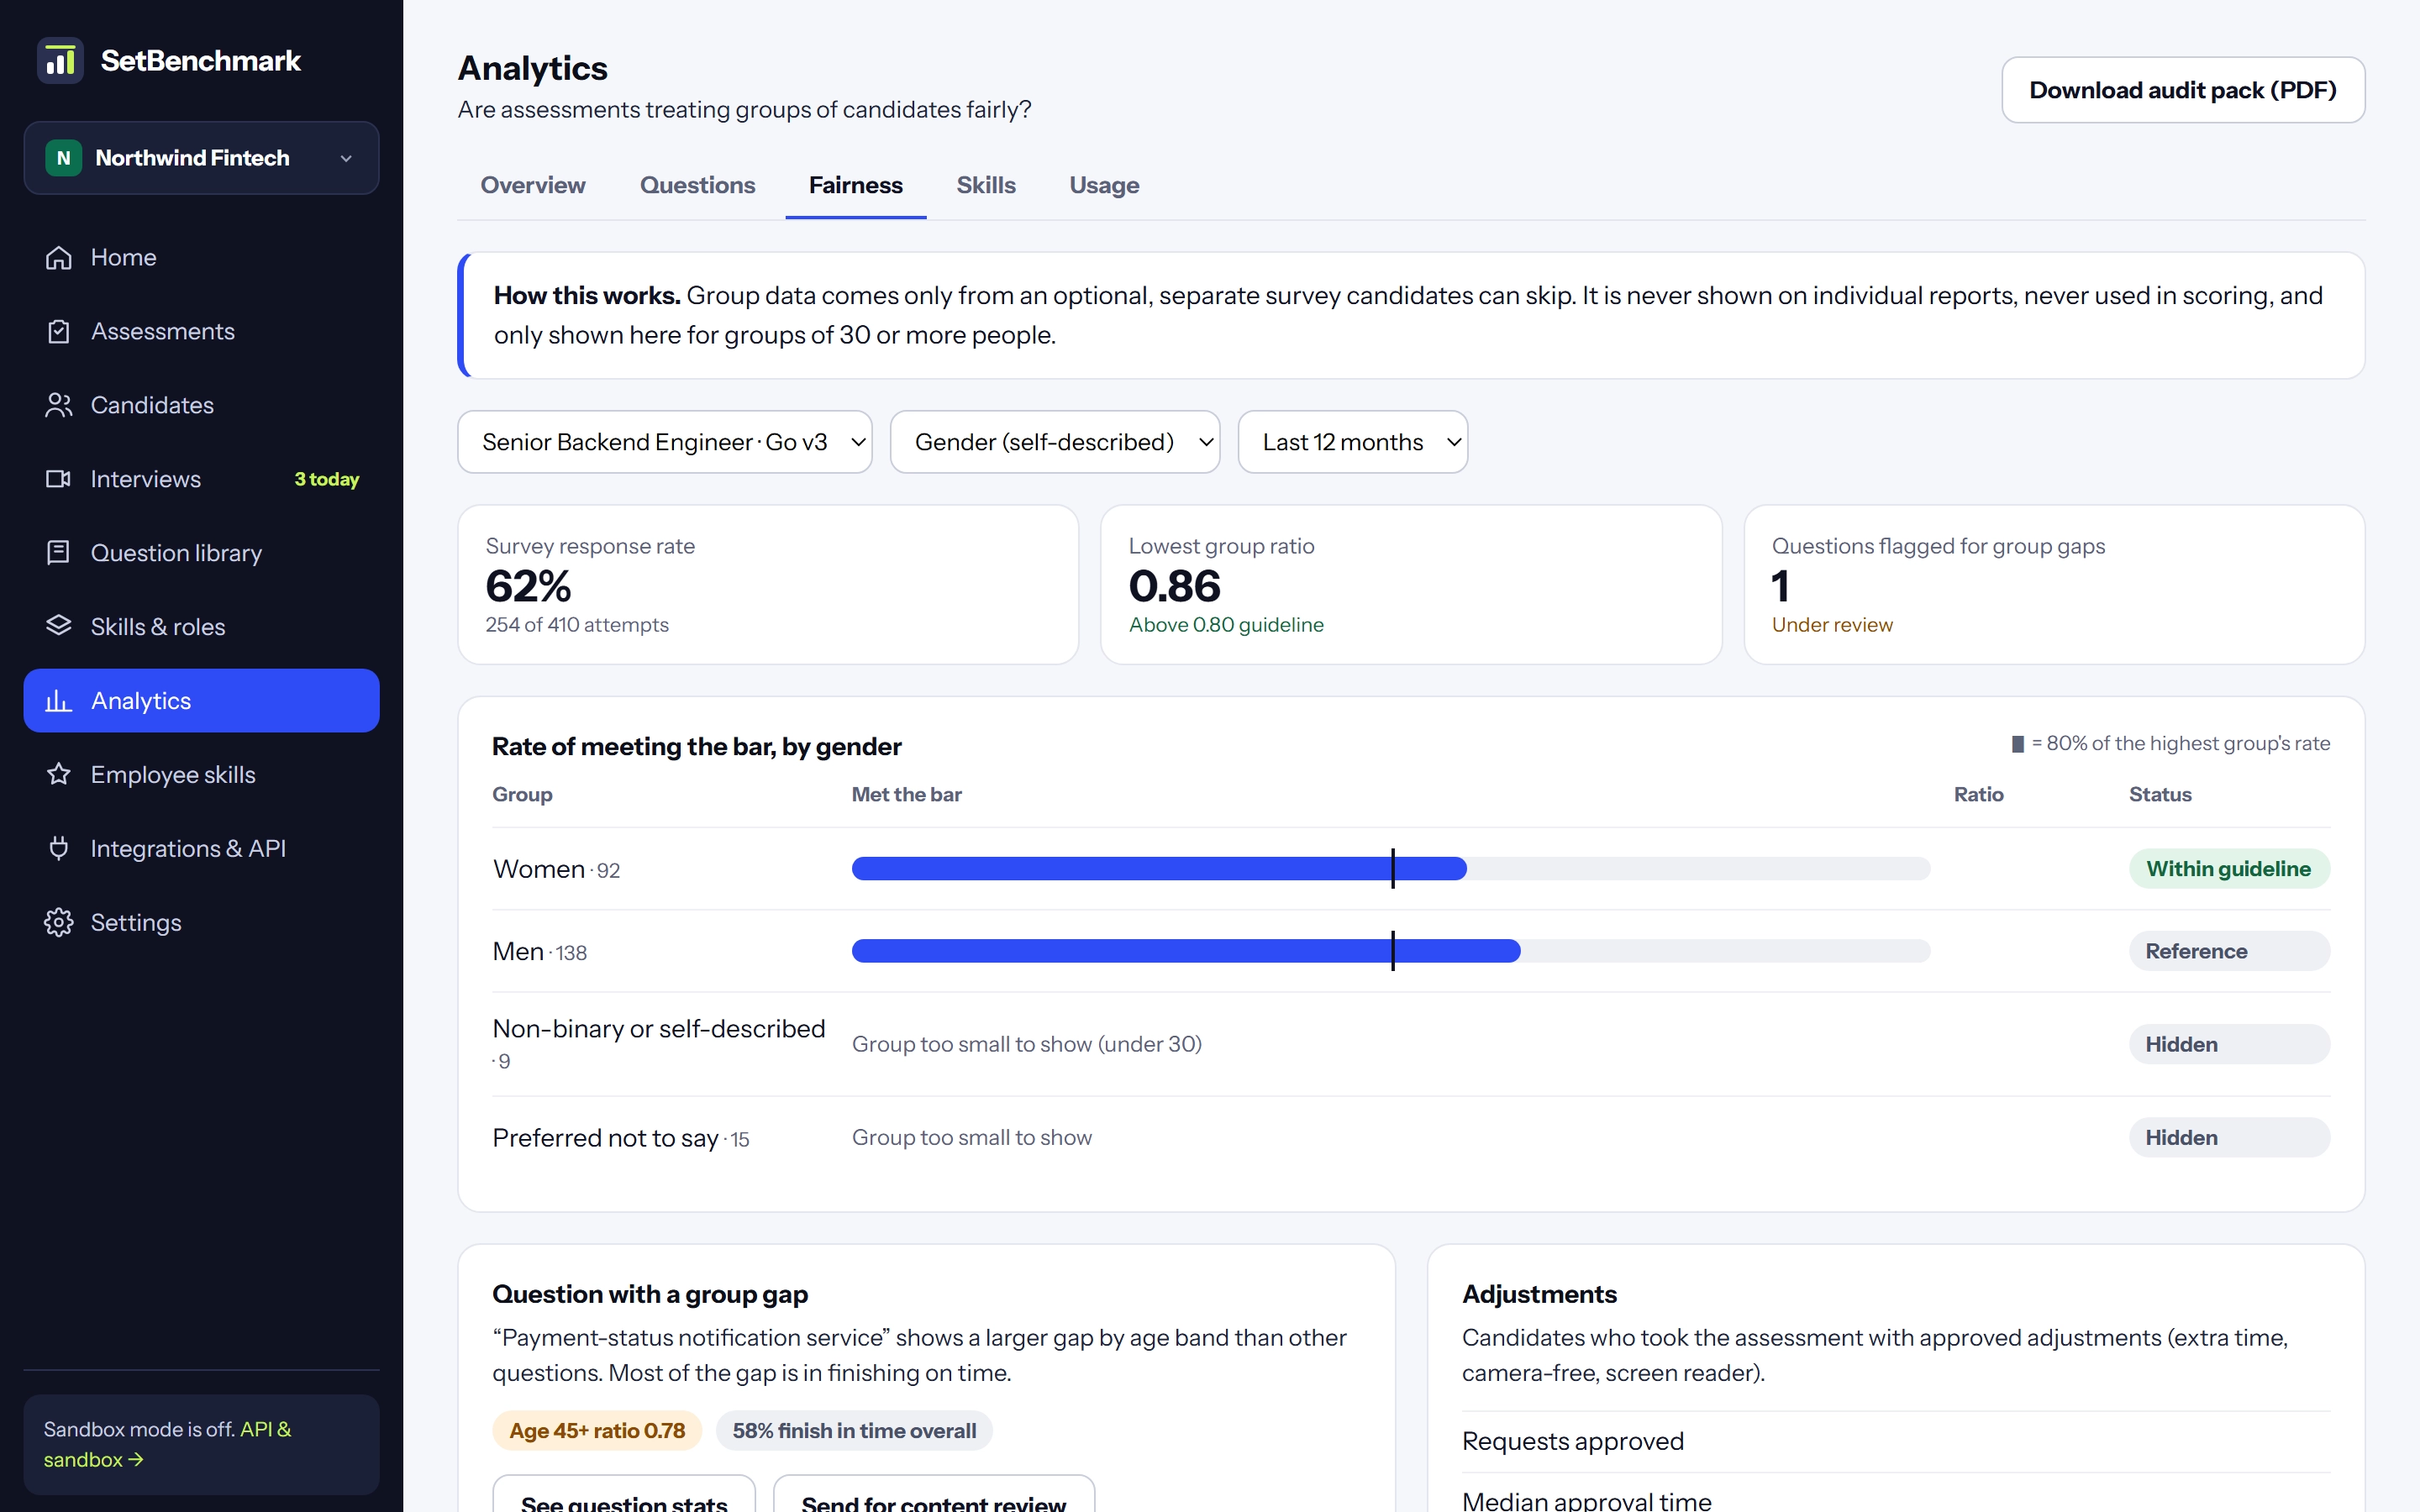 SetBenchmark
N Northwind Fintech
Home
Assessments
Candidates
Interviews 3 today
Question library
Skills & roles
Analytics
Employee skills
Integrations & API
Settings
Sandbox mode is off. API &
sandbox →
Analytics
Are assessments treating groups of candidates fairly?
Download audit pack (PDF)
Overview Questions Fairness Skills Usage
How this works. Group data comes only from an optional, separate survey candidates can skip. It is never shown on individual reports, never used in scoring, and
only shown here for groups of 30 or more people.
Senior Backend Engineer · Go v3 Gender (self-described) Last 12 months
Survey response rate
62%
254 of 410 attempts
Lowest group ratio
0.86
Above 0.80 guideline
Questions flagged for group gaps
1
Under review
Rate of meeting the bar, by gender
= 80% of the highest group's rate
Group Met the bar Ratio Status
Women · 92 Within guideline
Men · 138 Reference
Non-binary or self-described
· 9
Group too small to show (under 30) Hidden
Preferred not to say · 15 Group too small to show Hidden
Question with a group gap
“Payment-status notification service” shows a larger gap by age band than other
questions. Most of the gap is in finishing on time.
Age 45+ ratio 0.78 58% finish in time overall
See question stats Send for content review
Adjustments
Candidates who took the assessment with approved adjustments (extra time,
camera-free, screen reader).
Requests approved
Median approval time